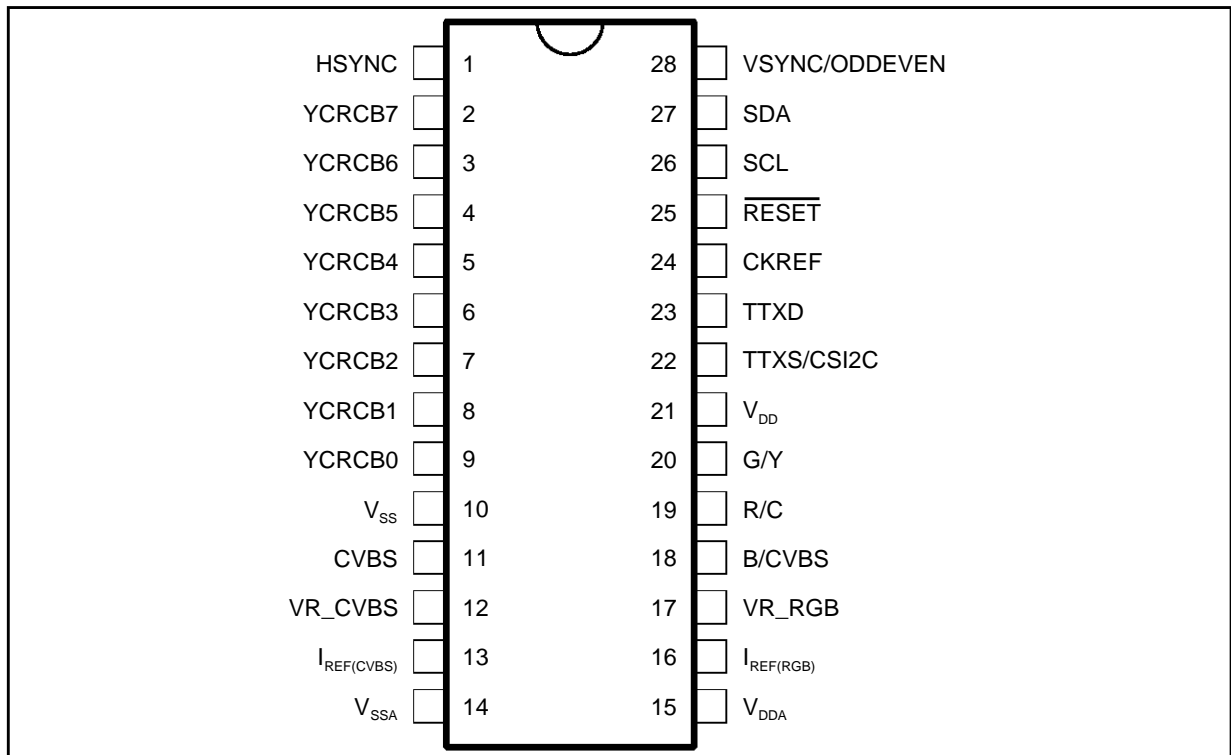 HSYNC 1 28 VSYNC/ODDEVEN
YCRCB7 2 27 SDA
YCRCB6 3 26 SCL
YCRCB5 4 25 RESET
YCRCB4 5 24 CKREF
YCRCB3 6 23 TTXD
YCRCB2 7 22 TTXS/CSI2C
YCRCB1 8 21 VDD
YCRCB0 9 20 G/Y
VSS 10 19 R/C
CVBS 11 18 B/CVBS
VR_CVBS 12 17 VR_RGB
IREF(CVBS) 13 16 IREF(RGB)
VSSA 14 15 VDDA